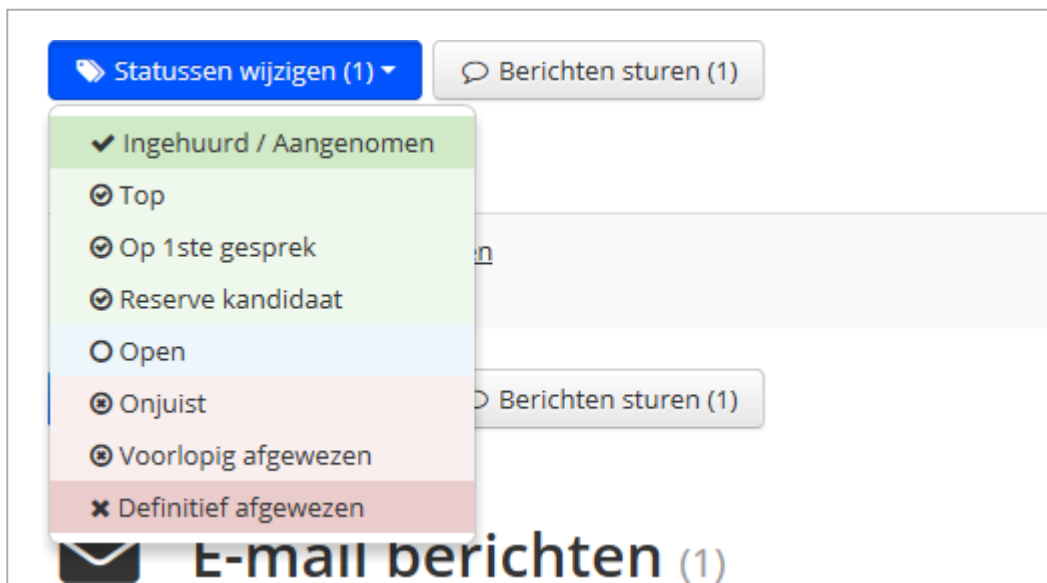 Statussen wijzigen (1)
Berichten sturen (1)
Ingehuurd / Aangenomen
Top
Op 1ste gesprek
Reserve kandidaat
Open
Onjuist
Voorlopig afgewezen
Definitief afgewezen
Berichten sturen (1)
E-mail berichten (1)